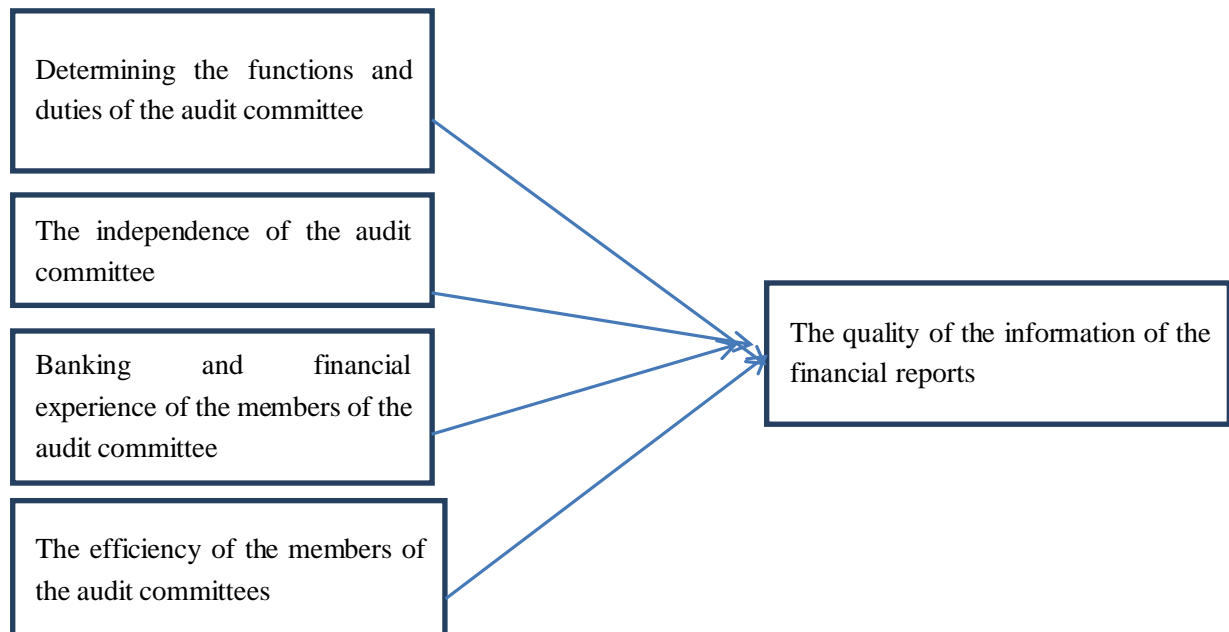 Determining the functions and
duties of the audit committee
The independence of the audit
committee
Banking and financial
experience of the members of the
audit committee
The efficiency of the members of
the audit committees
The quality of the information of the
financial reports